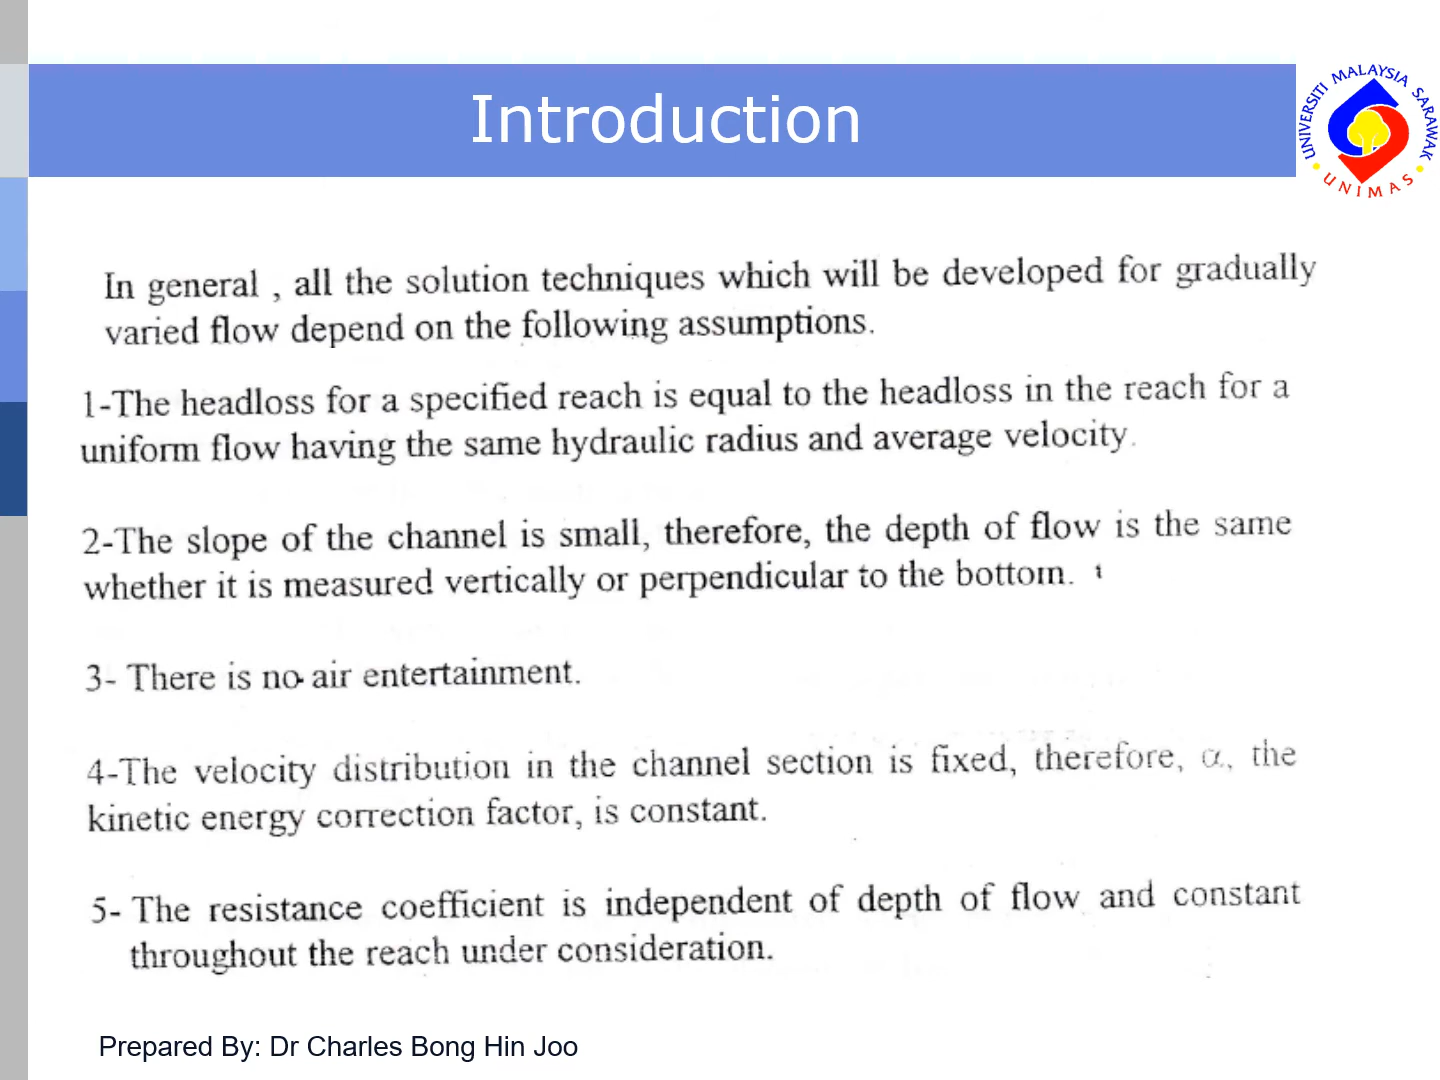 Introduction
UNIVERSITI MALAYSIA SARAWAK
UNIMAS
In general , all the solution techniques which will be developed for gradually
varied flow depend on the following assumptions.
1-The headloss for a specified reach is equal to the headloss in the reach for a
uniform flow having the same hydraulic radius and average velocity.
2-The slope of the channel is small, therefore, the depth of flow is the same
whether it is measured vertically or perpendicular to the bottom.
3- There is no air entertainment.
4-The velocity distribution in the channel section is fixed, therefore, α, the
kinetic energy correction factor, is constant.
5- The resistance coefficient is independent of depth of flow and constant
throughout the reach under consideration.
Prepared By: Dr Charles Bong Hin Joo